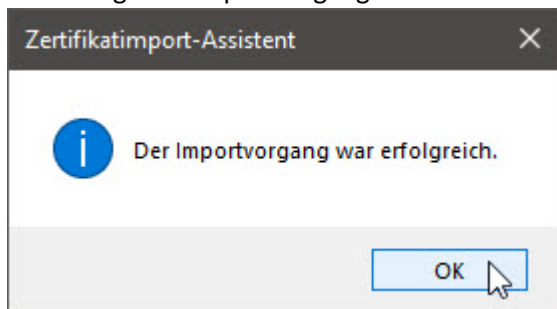 Zertifikatimport-Assistent
Der Importvorgang war erfolgreich.
OK